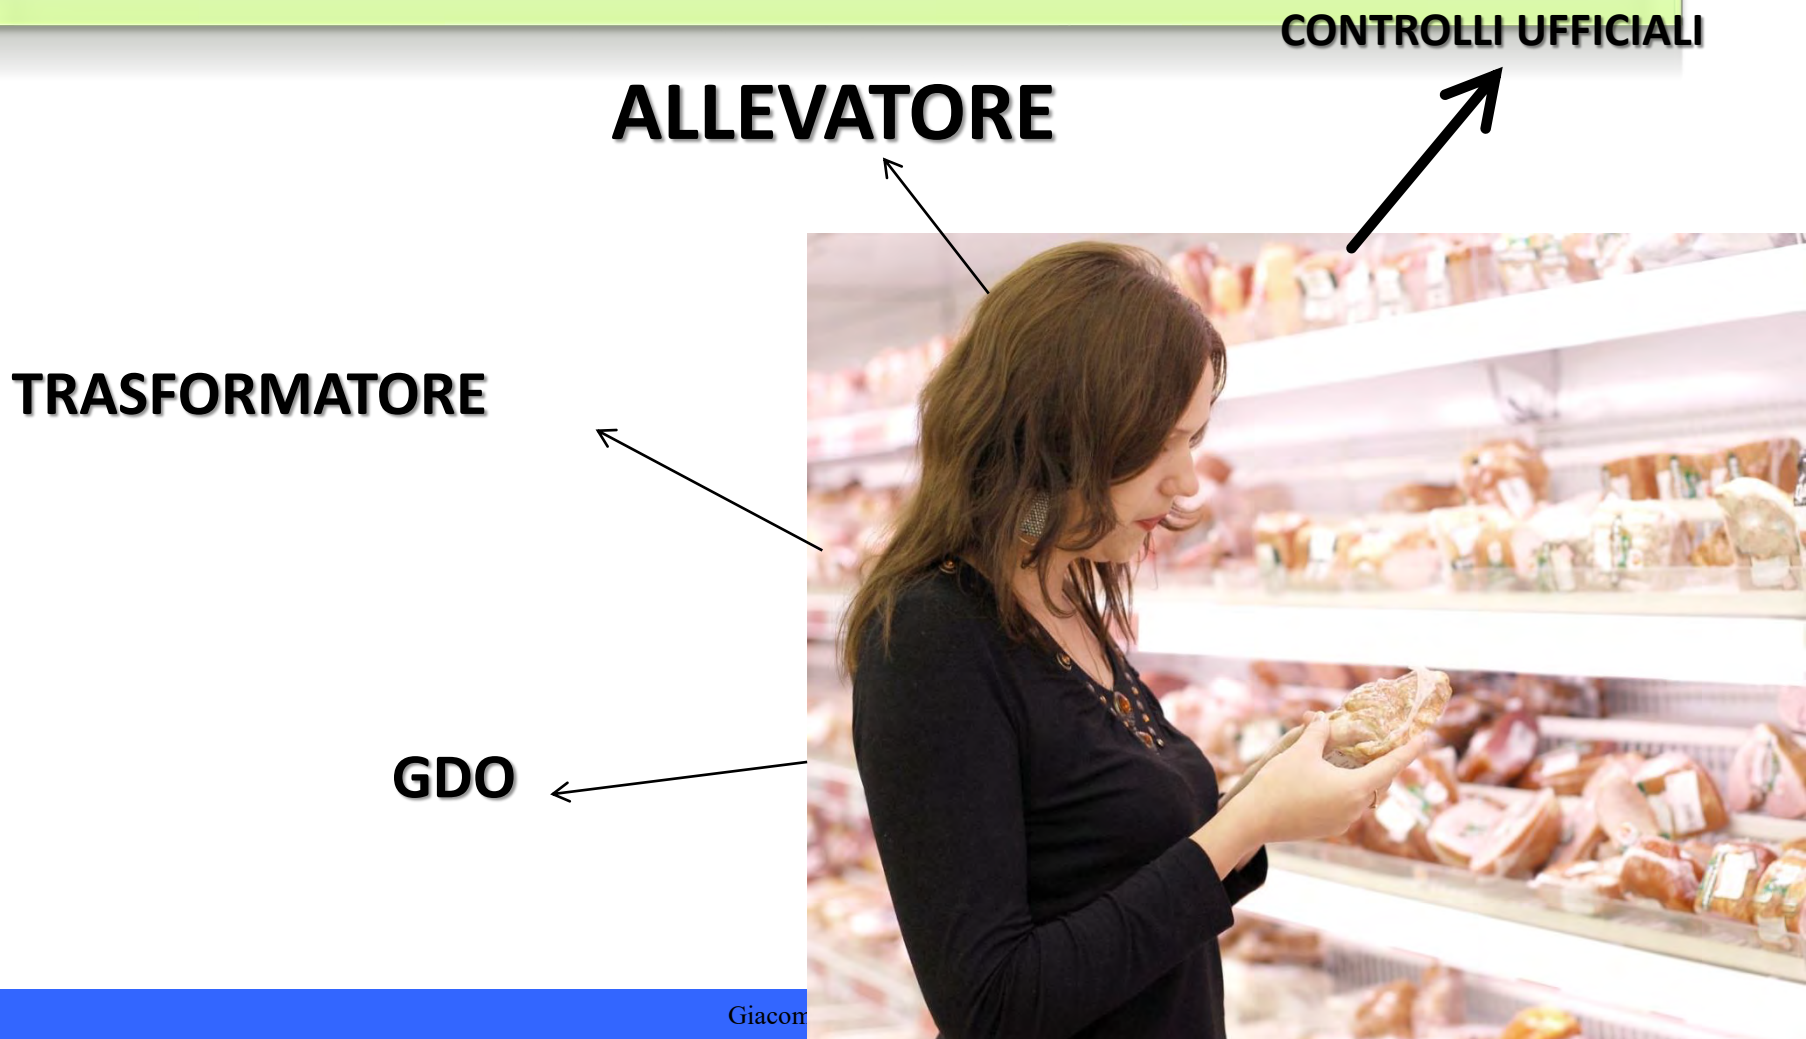 CONTROLLI UFFICIALI
ALLEVATORE
TRASFORMATORE
GDO
Giacom